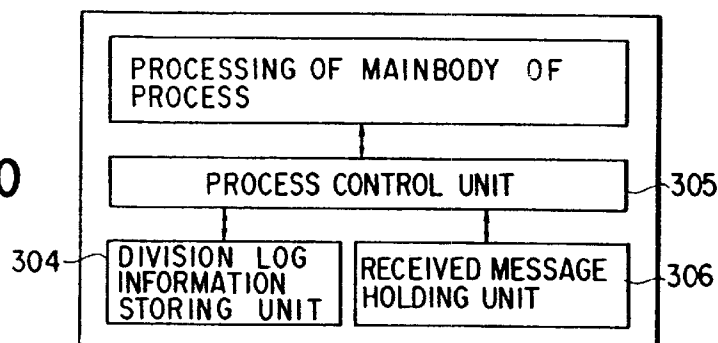 PROCESSING OF MAINBODY OF
PROCESS
0
PROCESS CONTROL UNIT
305
304
DIVISION LOG
INFORMATION
STORING UNIT
RECEIVED MESSAGE
HOLDING UNIT
306